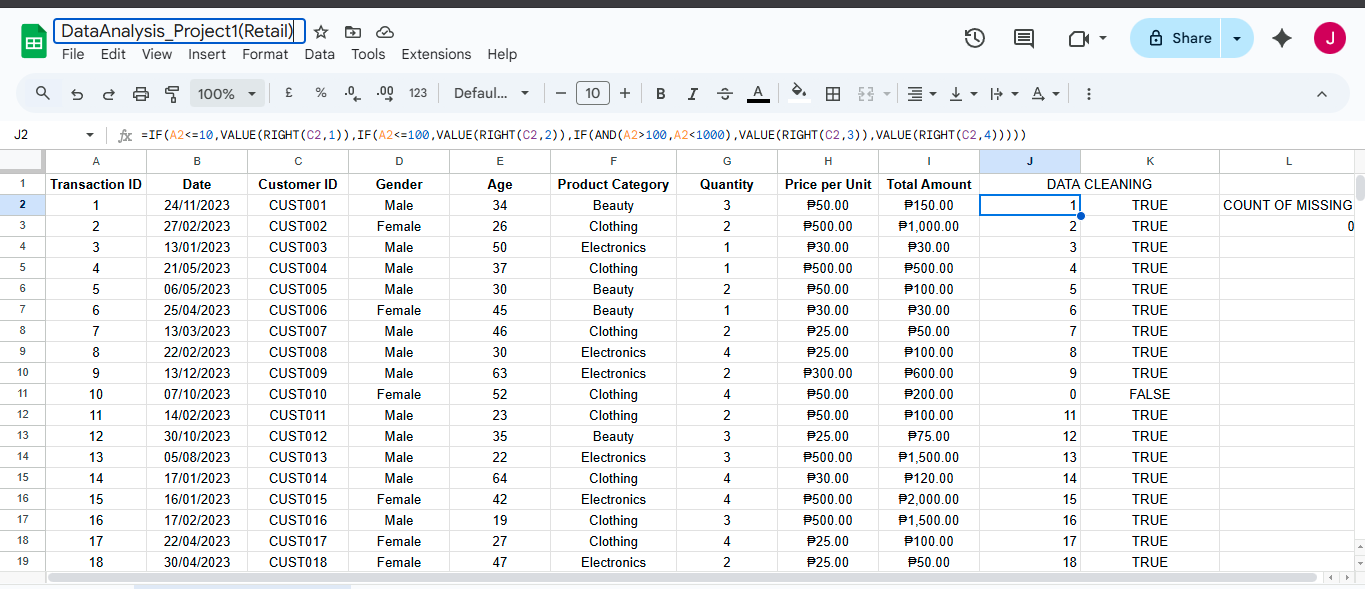 DataAnalysis_Project1(Retail)
File Edit View Insert Format Data Tools Extensions Help
Share
J
100% £ % .0 .00 123 Defaul... 10 B I S A
J2 fx =IF(A2<=10,VALUE(RIGHT(C2,1)),IF(A2<=100,VALUE(RIGHT(C2,2)),IF(AND(A2>100,A2<1000),VALUE(RIGHT(C2,3)),VALUE(RIGHT(C2,4)))))
A B C D E F G H I J K L
1 Transaction ID Date Customer ID Gender Age Product Category Quantity Price per Unit Total Amount DATA CLEANING
2 1 24/11/2023 CUST001 Male 34 Beauty 3 ₱50.00 ₱150.00 1 TRUE COUNT OF MISSING
3 2 27/02/2023 CUST002 Female 26 Clothing 2 ₱500.00 ₱1,000.00 2 TRUE 0
4 3 13/01/2023 CUST003 Male 50 Electronics 1 ₱30.00 ₱30.00 3 TRUE
5 4 21/05/2023 CUST004 Male 37 Clothing 1 ₱500.00 ₱500.00 4 TRUE
6 5 06/05/2023 CUST005 Male 30 Beauty 2 ₱50.00 ₱100.00 5 TRUE
7 6 25/04/2023 CUST006 Female 45 Beauty 1 ₱30.00 ₱30.00 6 TRUE
8 7 13/03/2023 CUST007 Male 46 Clothing 2 ₱25.00 ₱50.00 7 TRUE
9 8 22/02/2023 CUST008 Male 30 Electronics 4 ₱25.00 ₱100.00 8 TRUE
10 9 13/12/2023 CUST009 Male 63 Electronics 2 ₱300.00 ₱600.00 9 TRUE
11 10 07/10/2023 CUST010 Female 52 Clothing 4 ₱50.00 ₱200.00 0 FALSE
12 11 14/02/2023 CUST011 Male 23 Clothing 2 ₱50.00 ₱100.00 11 TRUE
13 12 30/10/2023 CUST012 Male 35 Beauty 3 ₱25.00 ₱75.00 12 TRUE
14 13 05/08/2023 CUST013 Male 22 Electronics 3 ₱500.00 ₱1,500.00 13 TRUE
15 14 17/01/2023 CUST014 Male 64 Clothing 4 ₱30.00 ₱120.00 14 TRUE
16 15 16/01/2023 CUST015 Female 42 Electronics 4 ₱500.00 ₱2,000.00 15 TRUE
17 16 17/02/2023 CUST016 Male 19 Clothing 3 ₱500.00 ₱1,500.00 16 TRUE
18 17 22/04/2023 CUST017 Female 27 Clothing 4 ₱25.00 ₱100.00 17 TRUE
19 18 30/04/2023 CUST018 Female 47 Electronics 2 ₱25.00 ₱50.00 18 TRUE